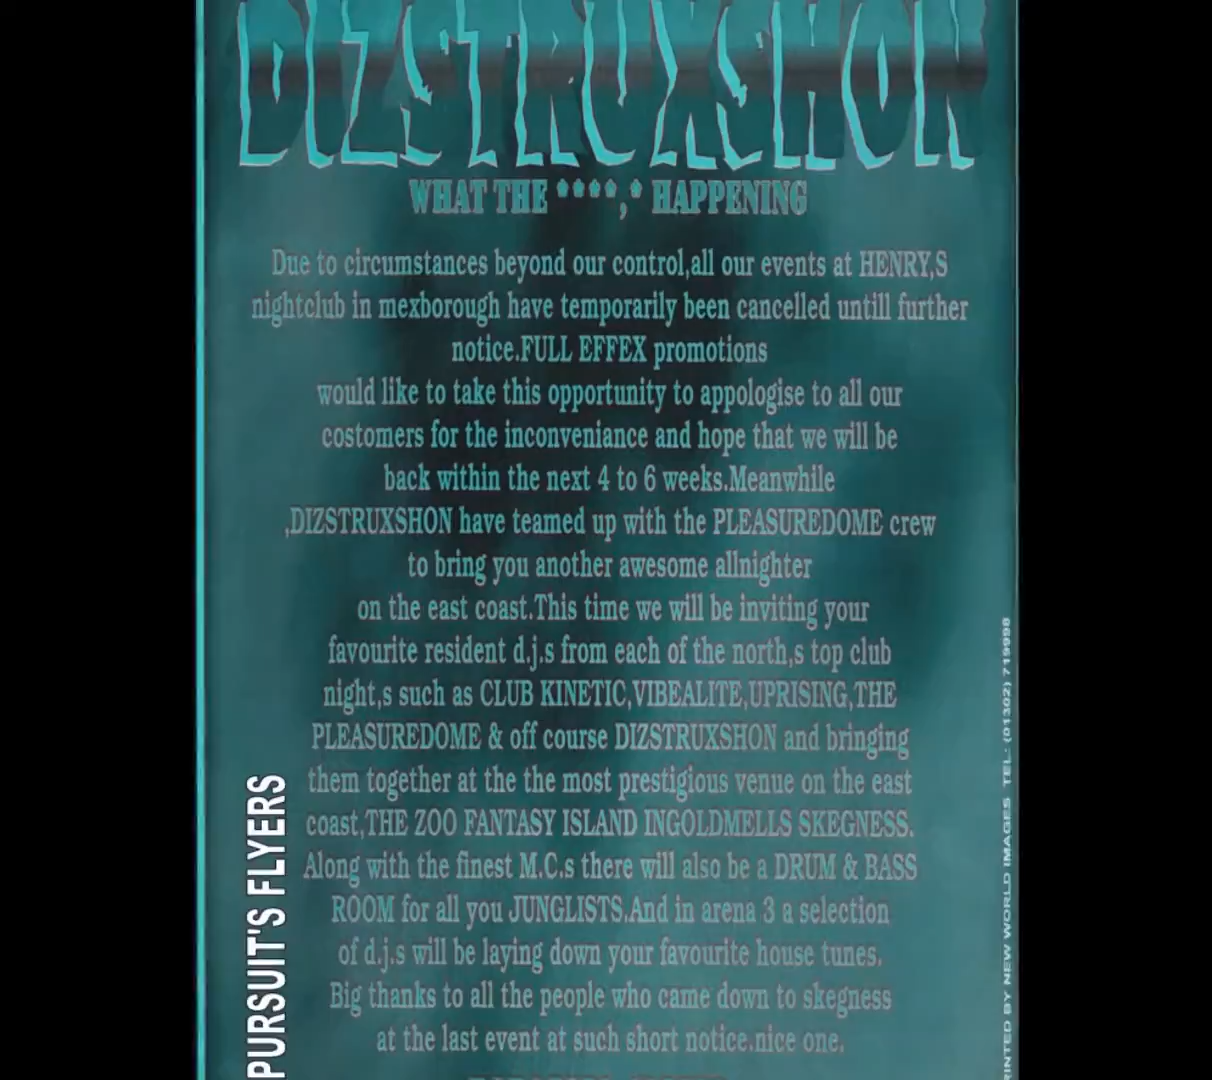 DIZSTRUXSHON
WHAT THE ****,* HAPPENING
Due to circumstances beyond our control,all our events at HENRY,S
nightclub in mexborough have temporarily been cancelled untill further
notice.FULL EFFEX promotions
would like to take this opportunity to appologise to all our
costomers for the inconveniance and hope that we will be
back within the next 4 to 6 weeks.Meanwhile
,DIZSTRUXSHON have teamed up with the PLEASUREDOME crew
to bring you another awesome allnighter
on the east coast.This time we will be inviting your
favourite resident d.j.s from each of the north,s top club
night,s such as CLUB KINETIC,VIBEALITE,UPRISING,THE
PLEASUREDOME & off course DIZSTRUXSHON and bringing
them together at the the most prestigious venue on the east
coast,THE ZOO FANTASY ISLAND INGOLDMELLS SKEGNESS.
Along with the finest M.C.s there will also be a DRUM & BASS
ROOM for all you JUNGLISTS.And in arena 3 a selection
of d.j.s will be laying down your favourite house tunes.
Big thanks to all the people who came down to skegness
at the last event at such short notice.nice one.
PURSUIT'S FLYERS
RINTED BY NEW WORLD IMAGES TEL: (01302) 719998